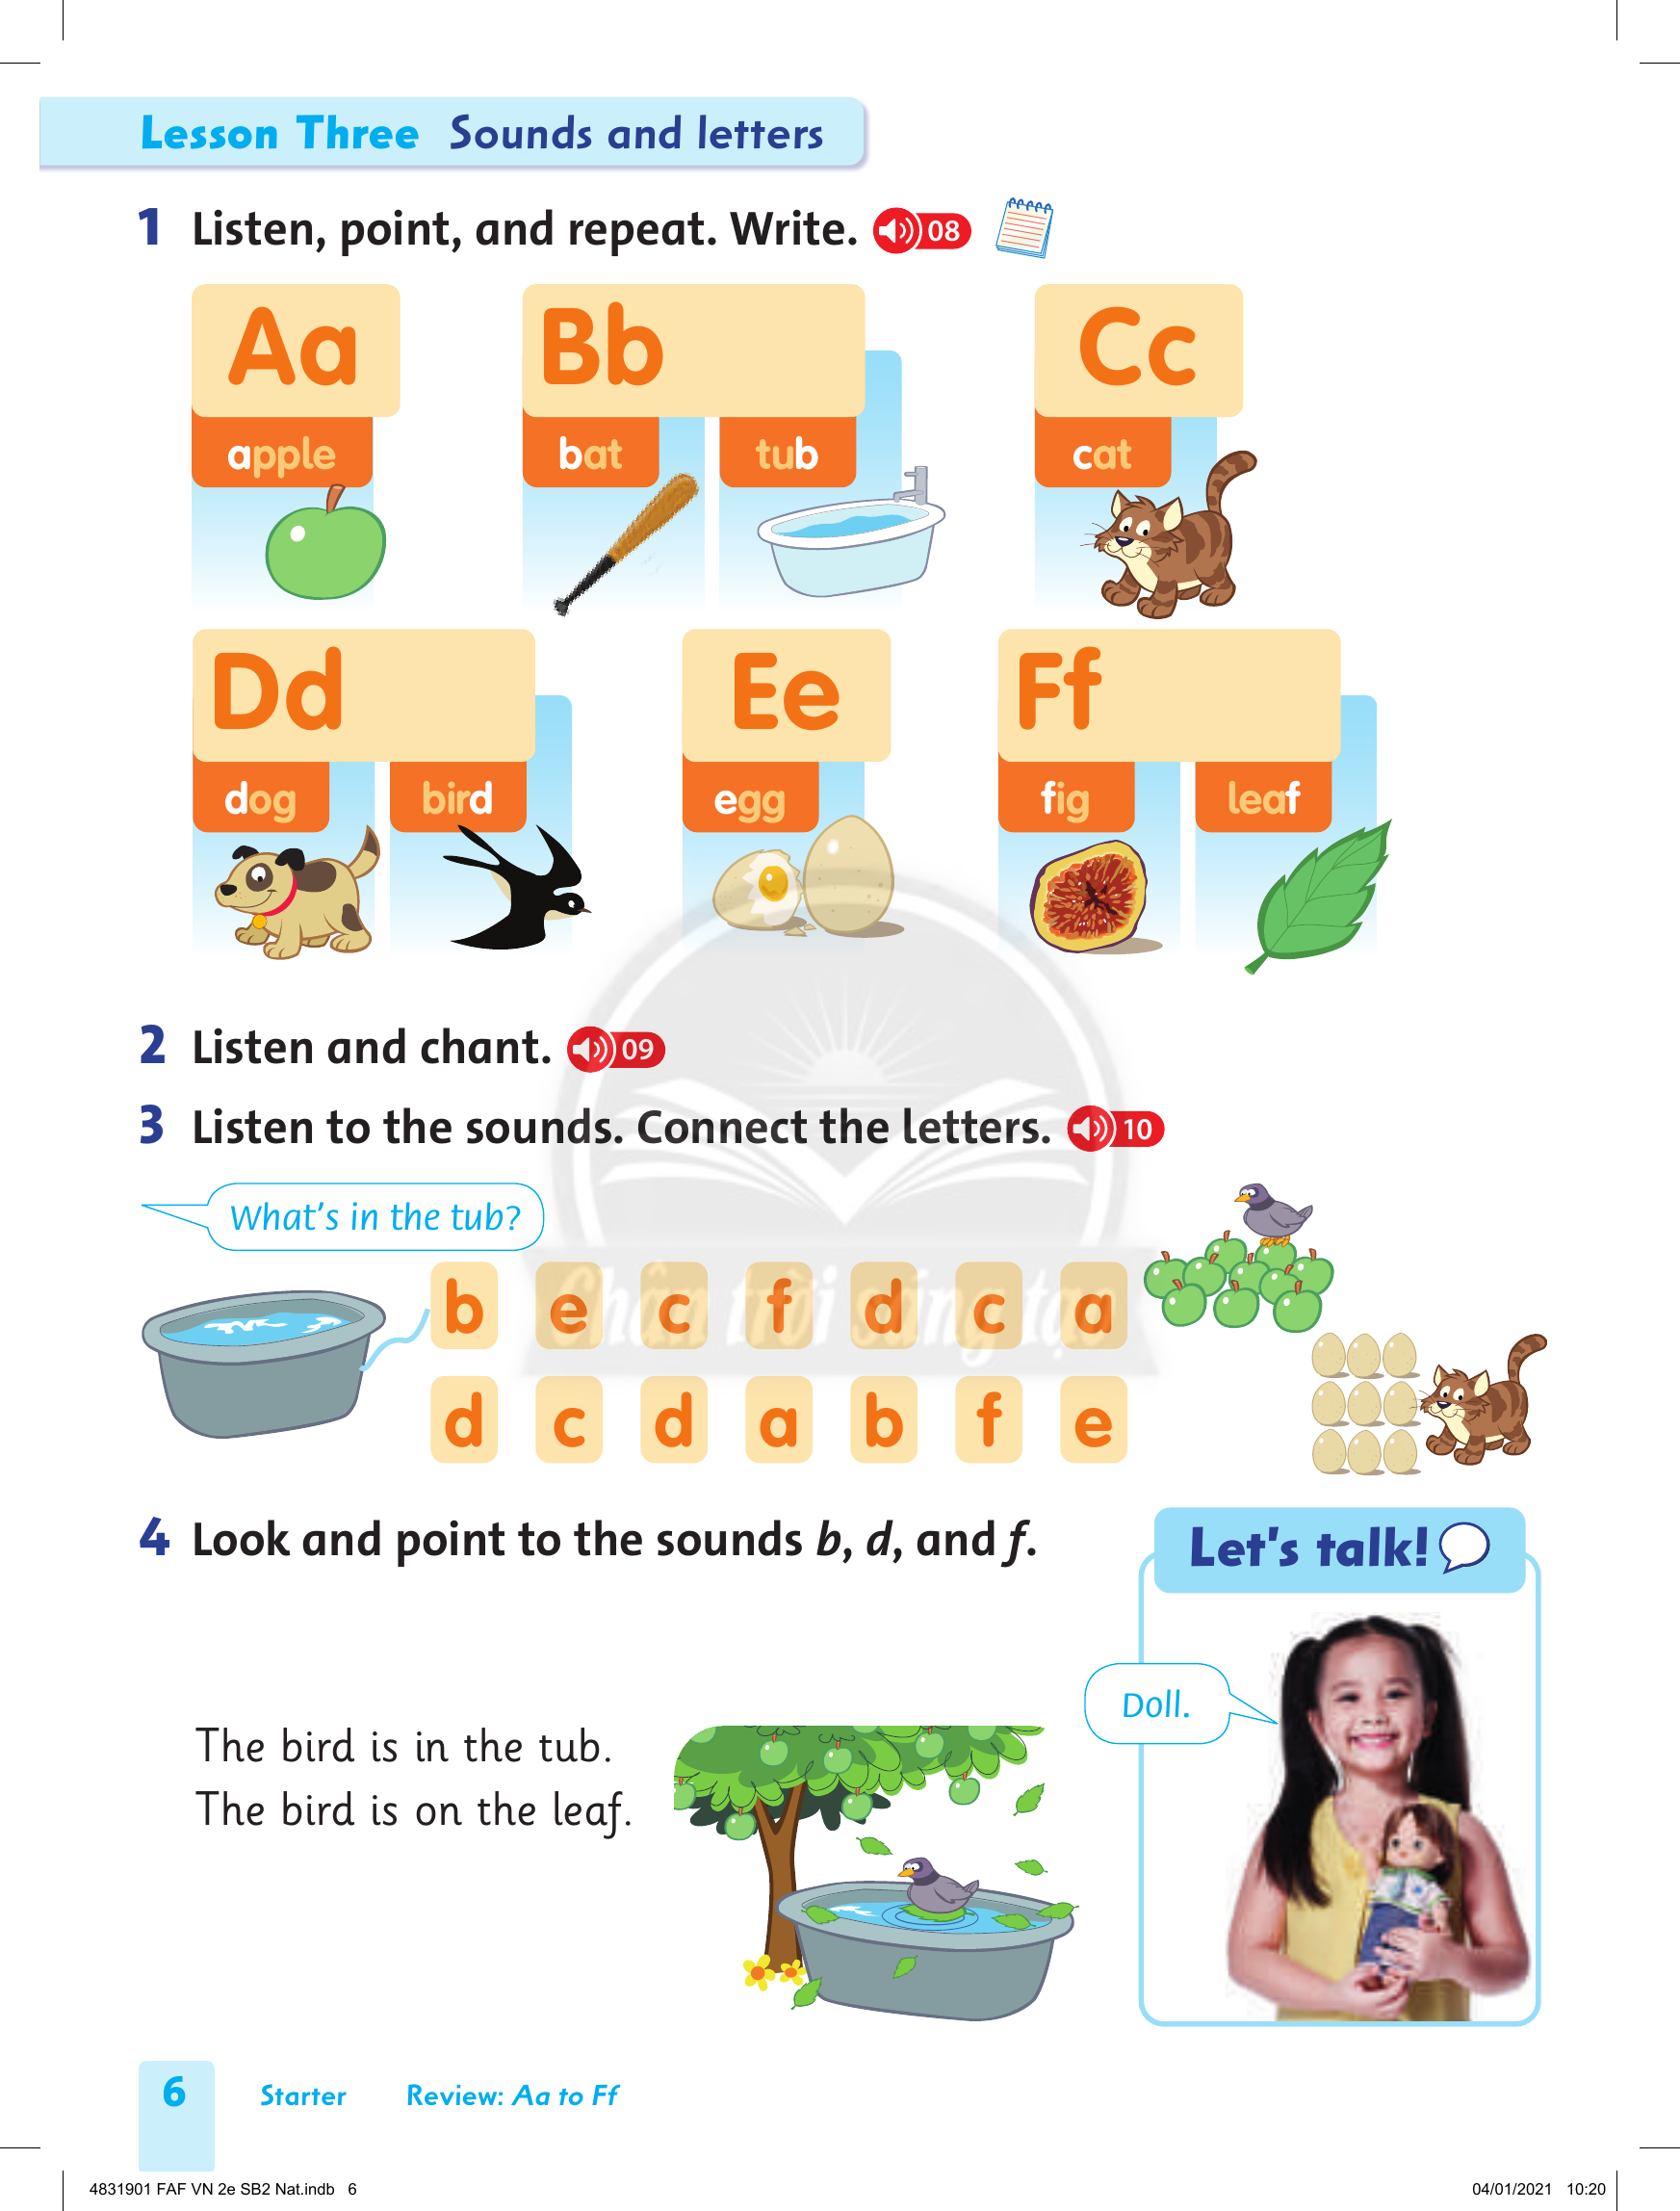 Lesson Three Sounds and letters
1 Listen, point, and repeat. Write. 08
Aa
Bb
Cc
apple
bat
tub
cat
Dd
Ee
Ff
dog
bird
egg
fig
leaf
2 Listen and chant. 09
3 Listen to the sounds. Connect the letters. 10
What's in the tub?
b e c f d c a
d c d a b f e
Chân trời sáng tạo
4 Look and point to the sounds b, d, and f.
Let's talk!
Doll.
The bird is in the tub.
The bird is on the leaf.
6 Starter Review: Aa to Ff
4831901 FAF VN 2e SB2 Nat.indb 6 04/01/2021 10:20